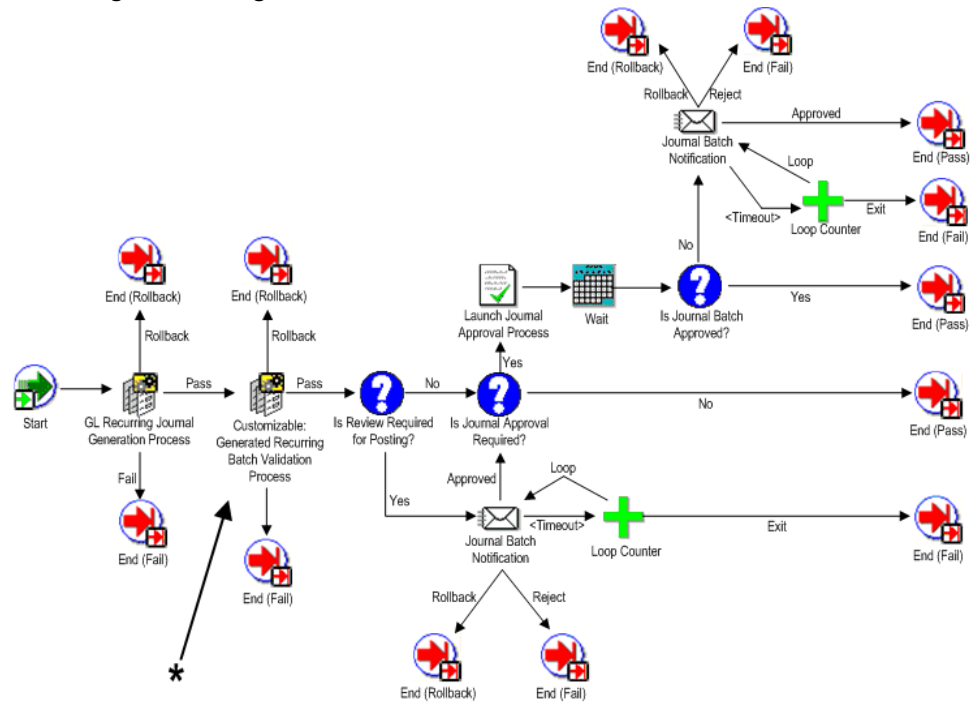 End (Rollback)
End (Fail)
Rollback
Reject
Approved
Journal Batch
Notification
End (Pass)
Loop
<Timeout>
Exit
Loop Counter
End (Fail)
No
End (Rollback)
End (Rollback)
Launch Journal
Approval Process
Wait
Is Journal Batch
Approved?
Yes
End (Pass)
Rollback
Rollback
Yes
Start
Pass
Pass
No
No
GL Recurring Journal
Generation Process
Customizable:
Generated Recurring
Batch Validation
Process
Is Review Required
for Posting?
Is Journal Approval
Required?
End (Pass)
Fail
Yes
Approved
Loop
<Timeout>
Exit
Journal Batch
Notification
Loop Counter
End (Fail)
End (Fail)
End (Fail)
Rollback
Reject
*
End (Rollback)
End (Fail)